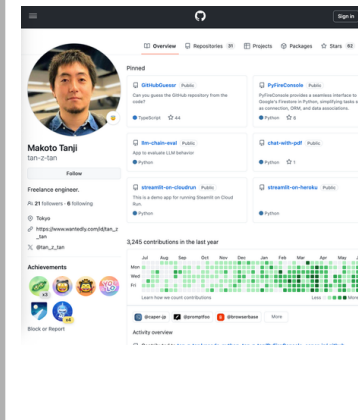 Sign in
Overview
Repositories 31
Projects
Packages
Stars 62
Pinned
GitHubGuessr Public
Can you guess the GitHub repository from the
code?
TypeScript 44
PyFireConsole Public
PyFireConsole provides a seamless interface to
Google's Firestore in Python, simplifying tasks s
as connection, ORM, and data associations.
Python 6
llm-chain-eval Public
App to evaluate LLM behavior
Python
chat-with-pdf Public
Python 1
streamlit-on-cloudrun Public
This is a demo app for running Steamlit on Cloud
Run.
Python
streamlit-on-heroku Public
Python
Makoto Tanji
tan-z-tan
Follow
Freelance engineer.
21 followers · 6 following
Tokyo
https://www.wantedly.com/id/tan_z
_tan
@tan_z_tan
Achievements
x3
x4
Block or Report
3,245 contributions in the last year
Jul Aug Sep Oct Nov Dec Jan Feb Mar Apr May
Mon
Wed
Fri
Learn how we count contributions
Less More
@caper-jp
@promptfoo
@browserbase
More
Activity overview